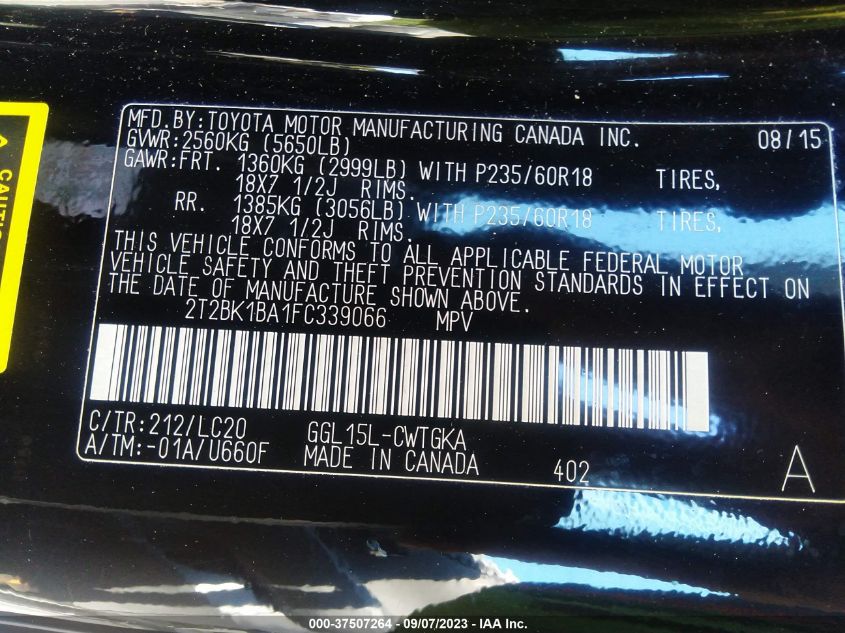 MFD.BY:TOYOTA MOTOR MANUFACTURING CANADA INC. 08/15
GVWR:2560KG (5650LB)
GAWR:FRT. 1360KG (2999LB) WITH P235/60R18 TIRES,
18X7 1/2J RIMS.
RR. 1385KG (3056LB) WITH P235/60R18 TIRES,
18X7 1/2J RIMS.
THIS VEHICLE CONFORMS TO ALL APPLICABLE FEDERAL MOTOR
VEHICLE SAFETY AND THEFT PREVENTION STANDARDS IN EFFECT ON
THE DATE OF MANUFACTURE SHOWN ABOVE.
2T2BK1BA1FC339066 MPV
C/TR:212/LC20 GGL15L-CWTGKA
A/TM:-01A/U660F MADE IN CANADA 402 A
000-37507264 - 09/07/2023 - IAA Inc.